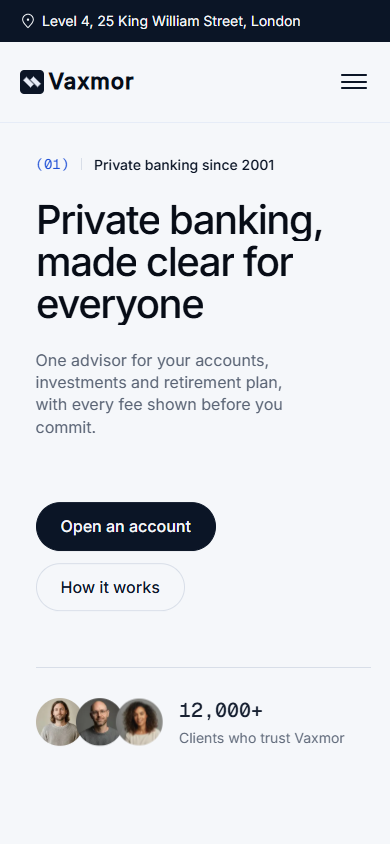 Level 4, 25 King William Street, London
Vaxmor
(01) Private banking since 2001
Private banking,
made clear for
everyone
One advisor for your accounts,
investments and retirement plan,
with every fee shown before you
commit.
Open an account
How it works
12,000+
Clients who trust Vaxmor